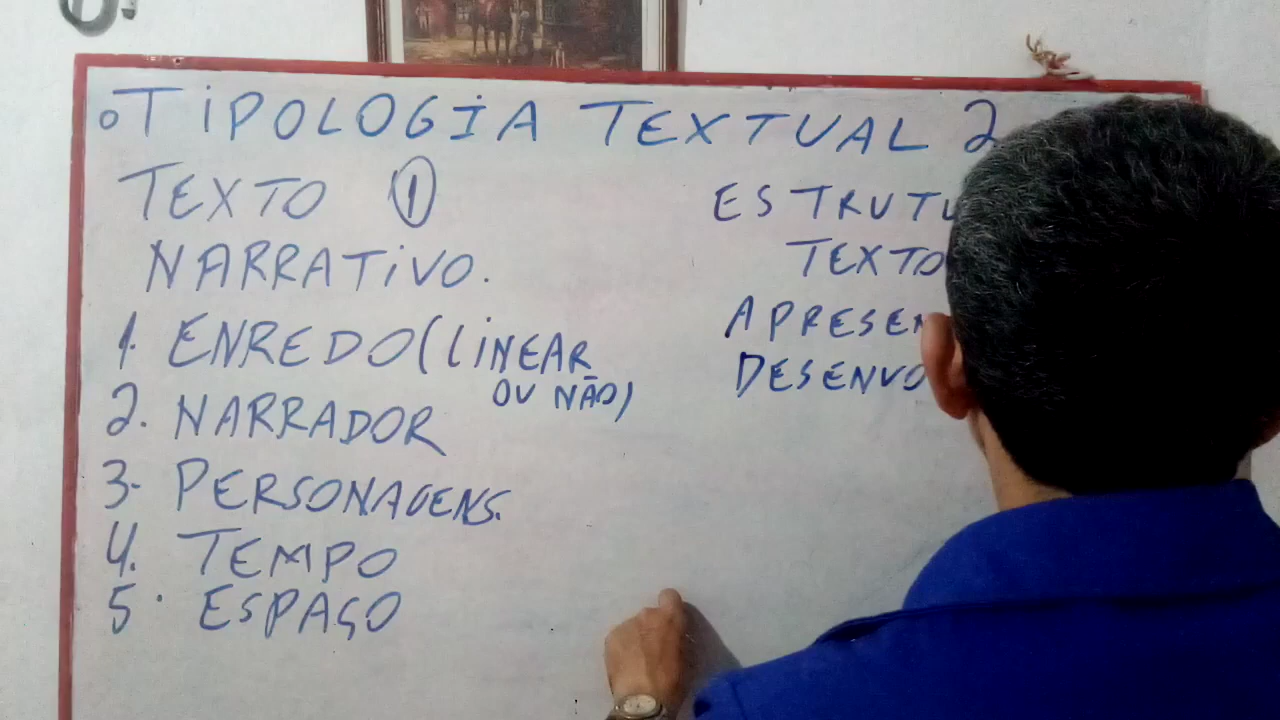 TIPOLOGIA TEXTUAL 2
TEXTO 1
NARRATIVO.
1. ENREDO (LINEAR
OU NÃO)
2. NARRADOR
3- PERSONAGENS.
4. TEMPO
5. ESPAÇO
TEXTO